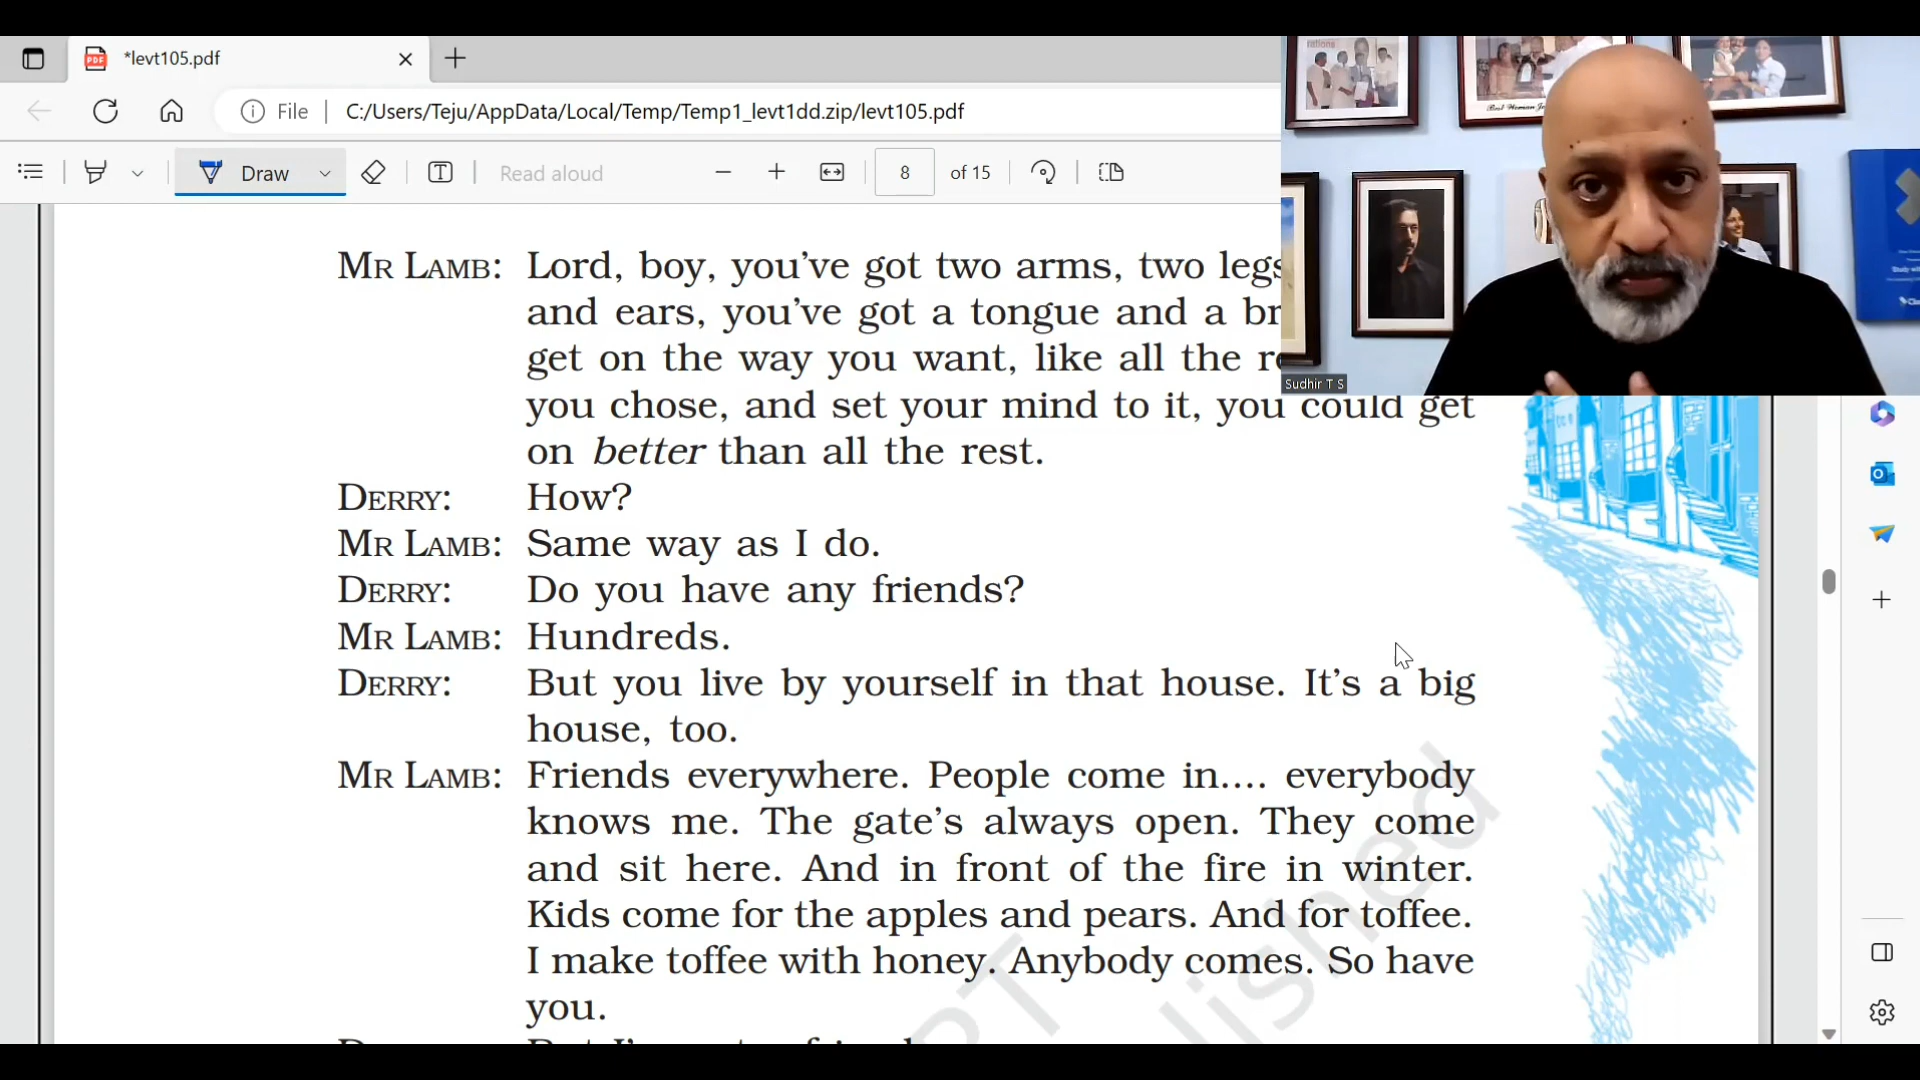 *levt105.pdf
File
C:/Users/Teju/AppData/Local/Temp/Temp1_levt1dd.zip/levt105.pdf
Draw
Read aloud
8
of 15
rations
Sudhir T S
MR LAMB: Lord, boy, you've got two arms, two legs
and ears, you've got a tongue and a br
get on the way you want, like all the re
you chose, and set your mind to it, you could get
on better than all the rest.
DERRY: How?
MR LAMB: Same way as I do.
DERRY: Do you have any friends?
MR LAMB: Hundreds.
DERRY: But you live by yourself in that house. It's a big
house, too.
MR LAMB: Friends everywhere. People come in.... everybody
knows me. The gate's always open. They come
and sit here. And in front of the fire in winter.
Kids come for the apples and pears. And for toffee.
I make toffee with honey. Anybody comes. So have
you.